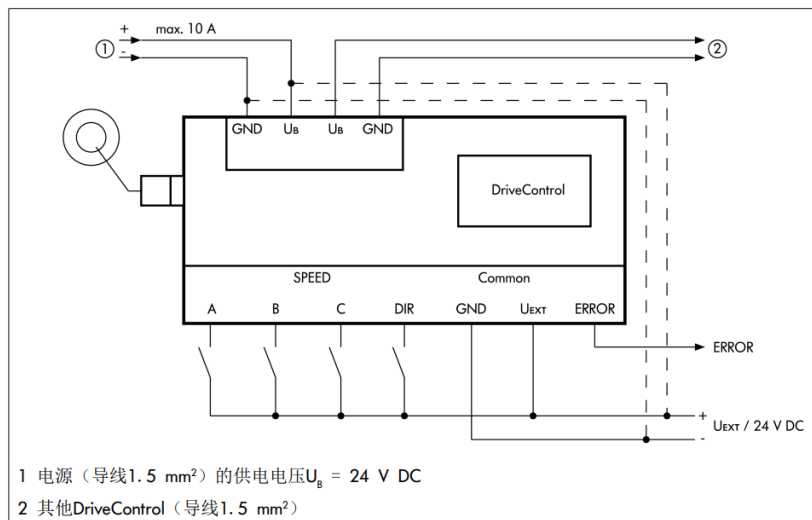 + max. 10 A
① - ②
GND UB UB GND
DriveControl
SPEED Common
A B C DIR GND UEXT ERROR
ERROR
+
UEXT / 24 V DC
-
1 电源（导线1.5 mm²）的供电电压UB = 24 V DC
2 其他DriveControl（导线1.5 mm²）